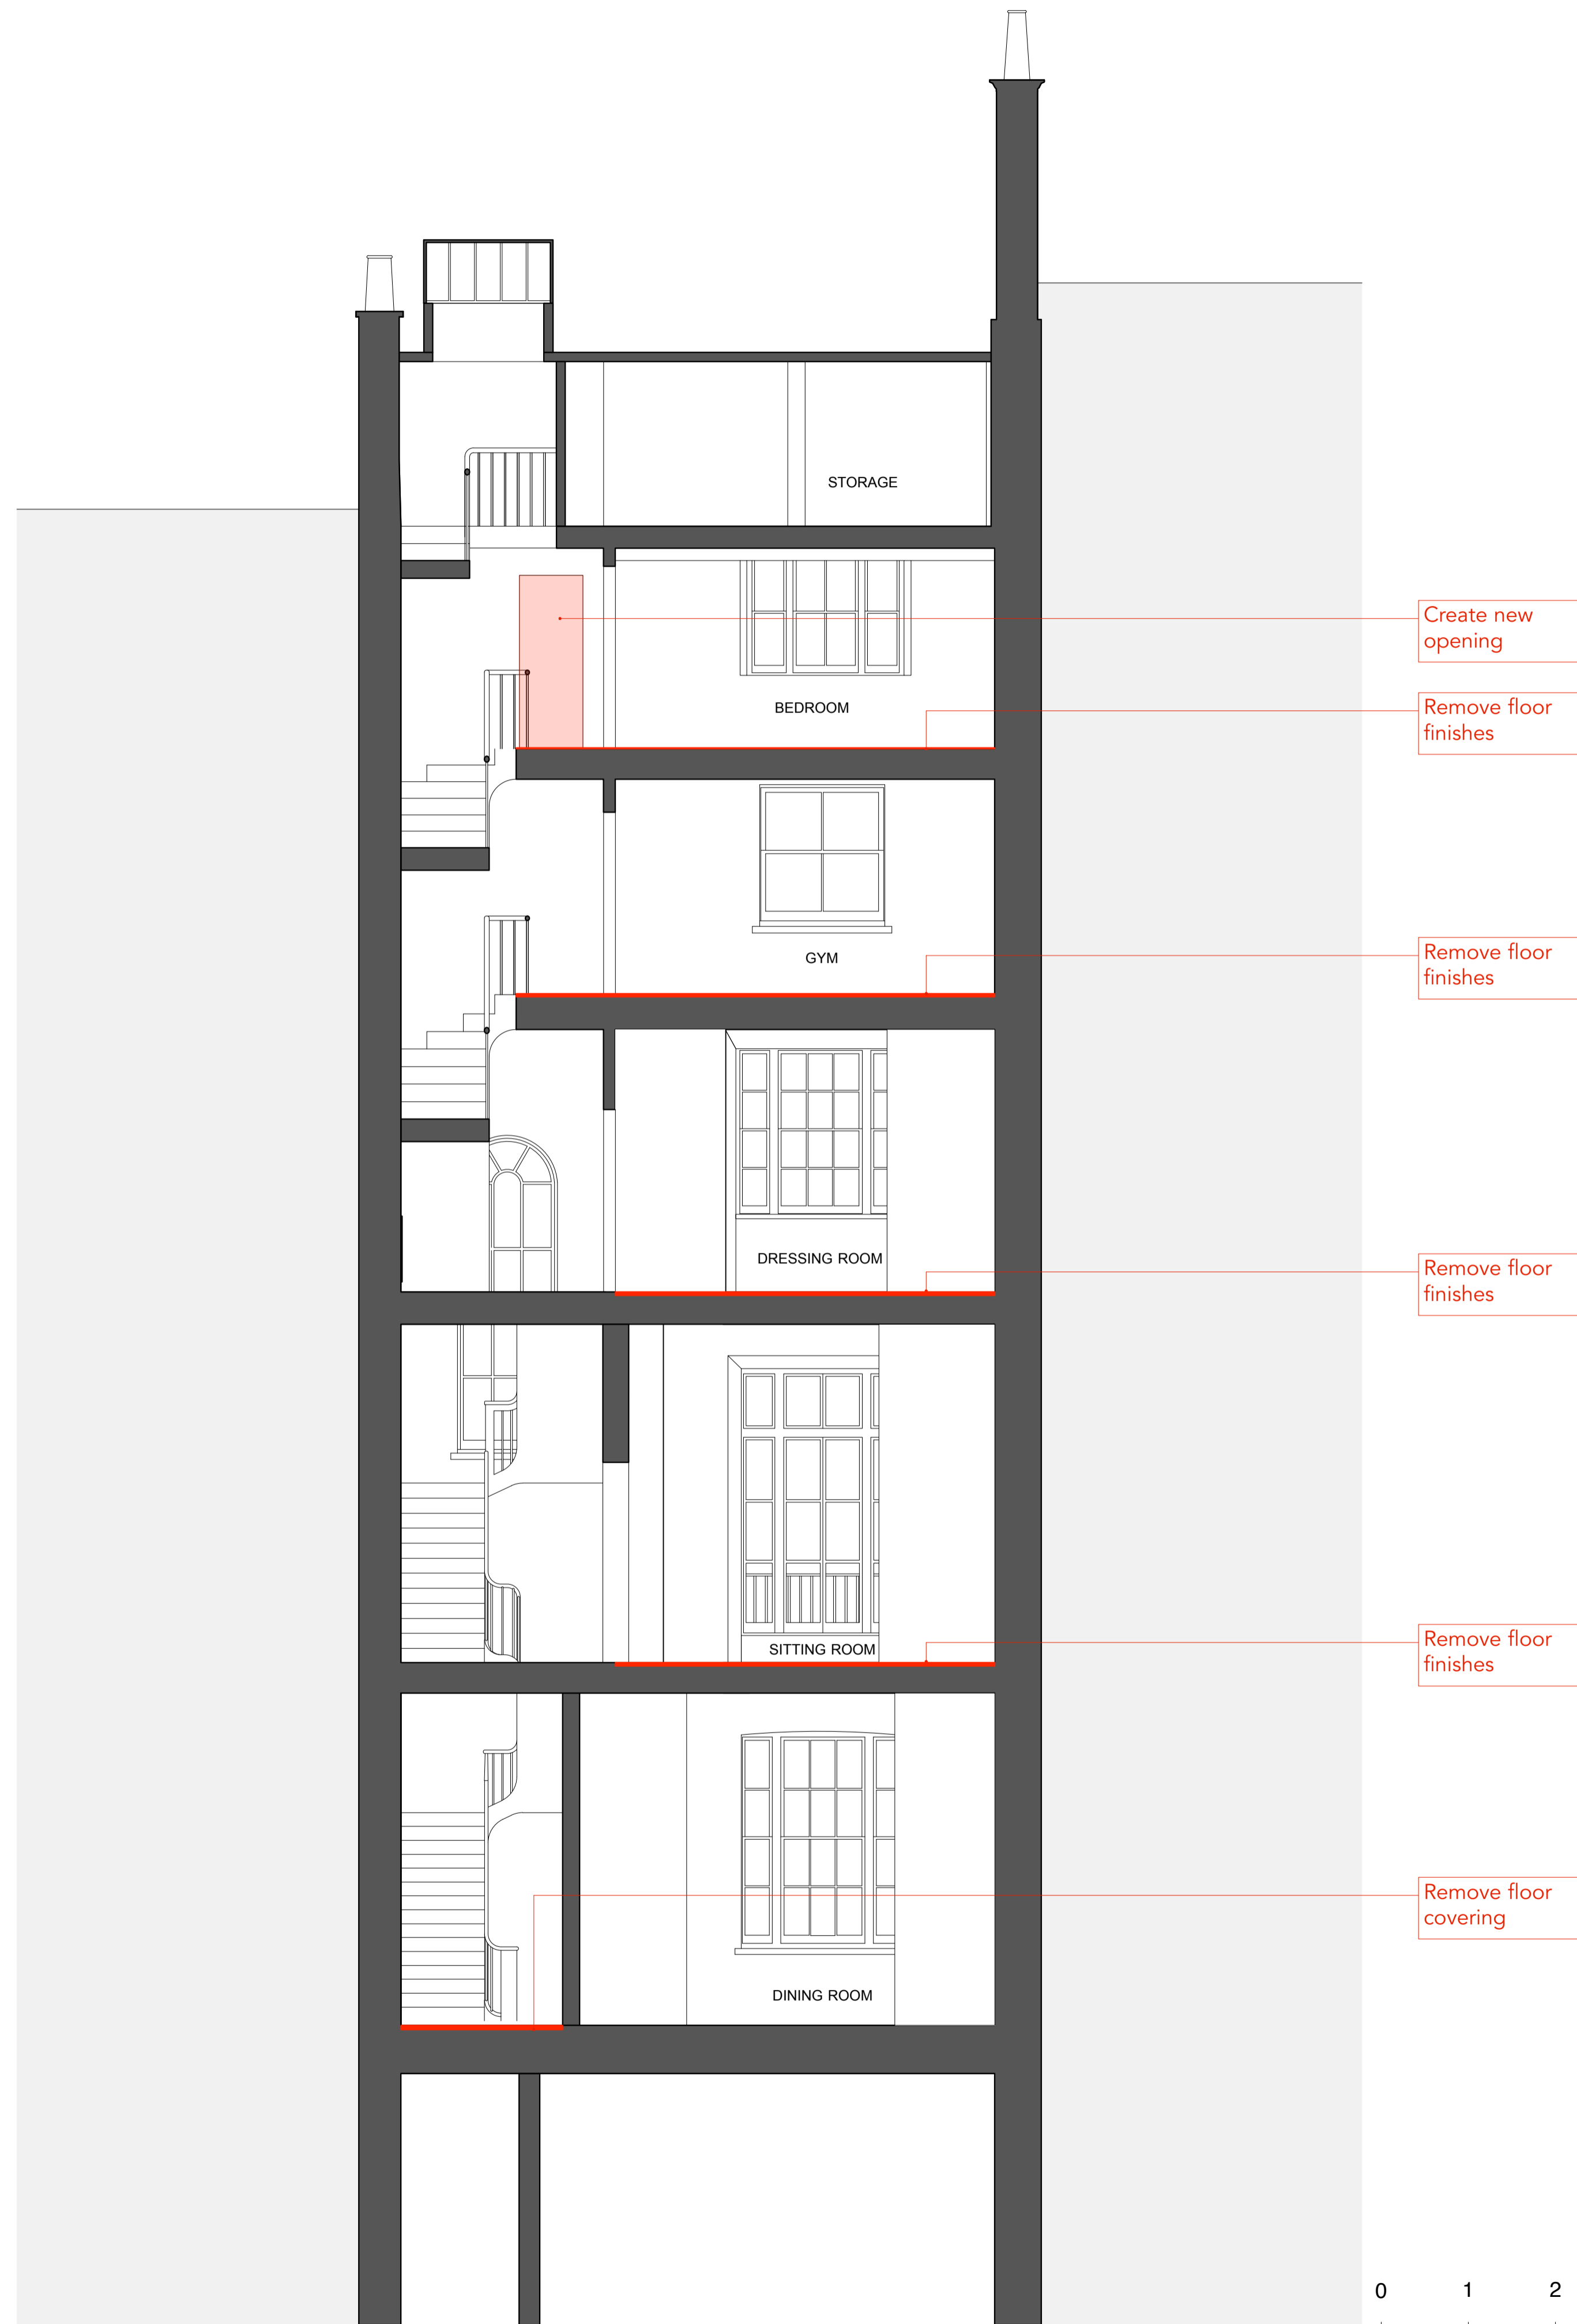 STORAGE
Create new
opening
BEDROOM
Remove floor
finishes
GYM
Remove floor
finishes
DRESSING ROOM
Remove floor
finishes
SITTING ROOM
Remove floor
finishes
Remove floor
covering
DINING ROOM
0 1 2